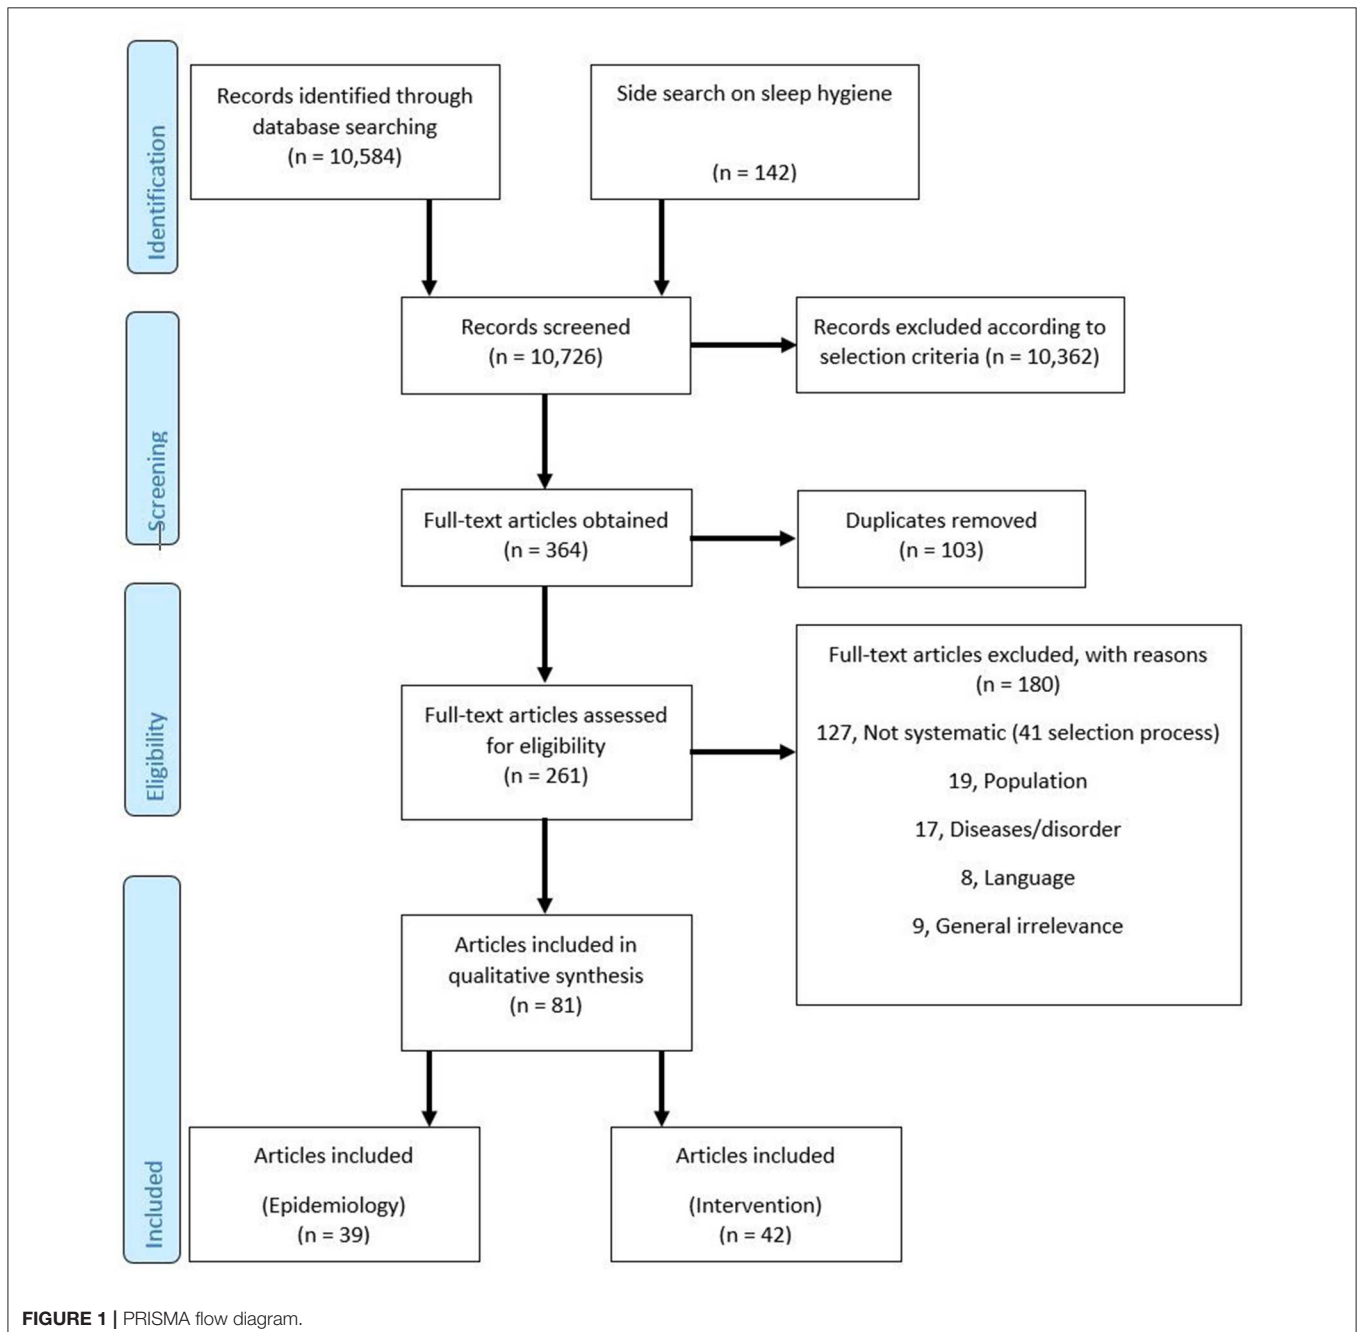 Identification
Records identified through
database searching
(n = 10,584)
Side search on sleep hygiene
(n = 142)
Screening
Records screened
(n = 10,726)
Records excluded according to
selection criteria (n = 10,362)
Full-text articles obtained
(n = 364)
Duplicates removed
(n = 103)
Eligibility
Full-text articles assessed
for eligibility
(n = 261)
Full-text articles excluded, with reasons
(n = 180)
127, Not systematic (41 selection process)
19, Population
17, Diseases/disorder
8, Language
9, General irrelevance
Included
Articles included in
qualitative synthesis
(n = 81)
Articles included
(Epidemiology)
(n = 39)
Articles included
(Intervention)
(n = 42)
FIGURE 1 | PRISMA flow diagram.